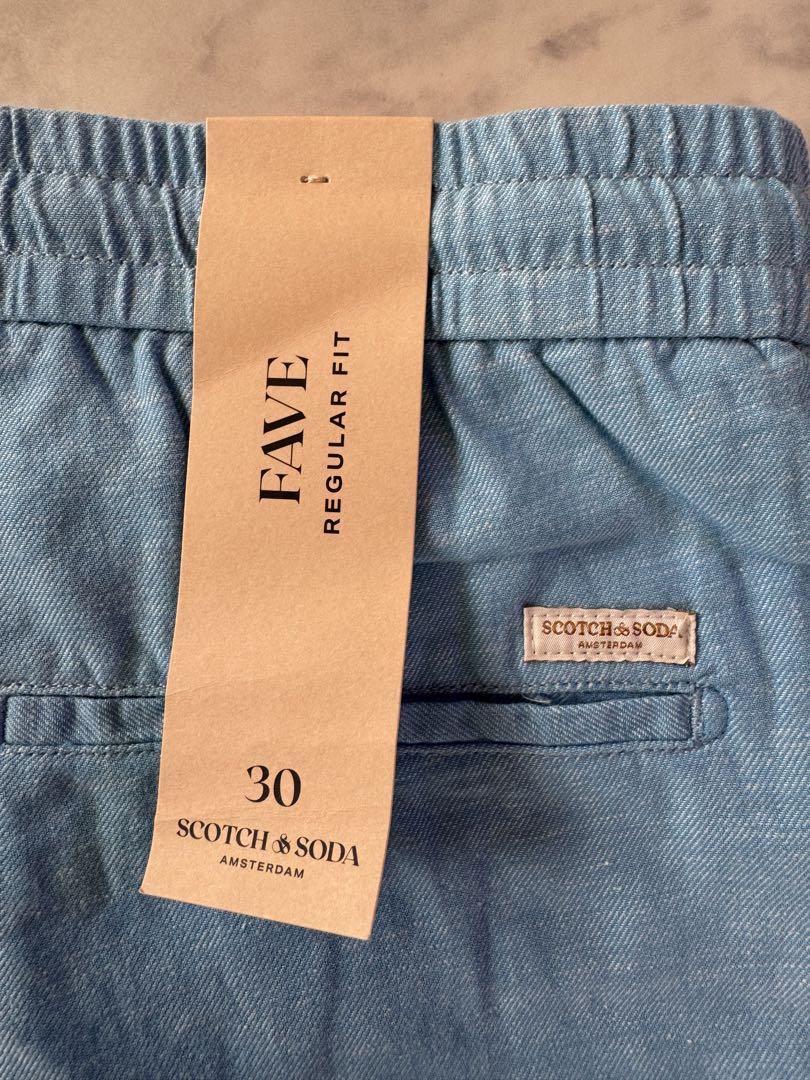 FAVE
REGULAR FIT
SCOTCH & SODA
AMSTERDAM
30
SCOTCH & SODA
AMSTERDAM